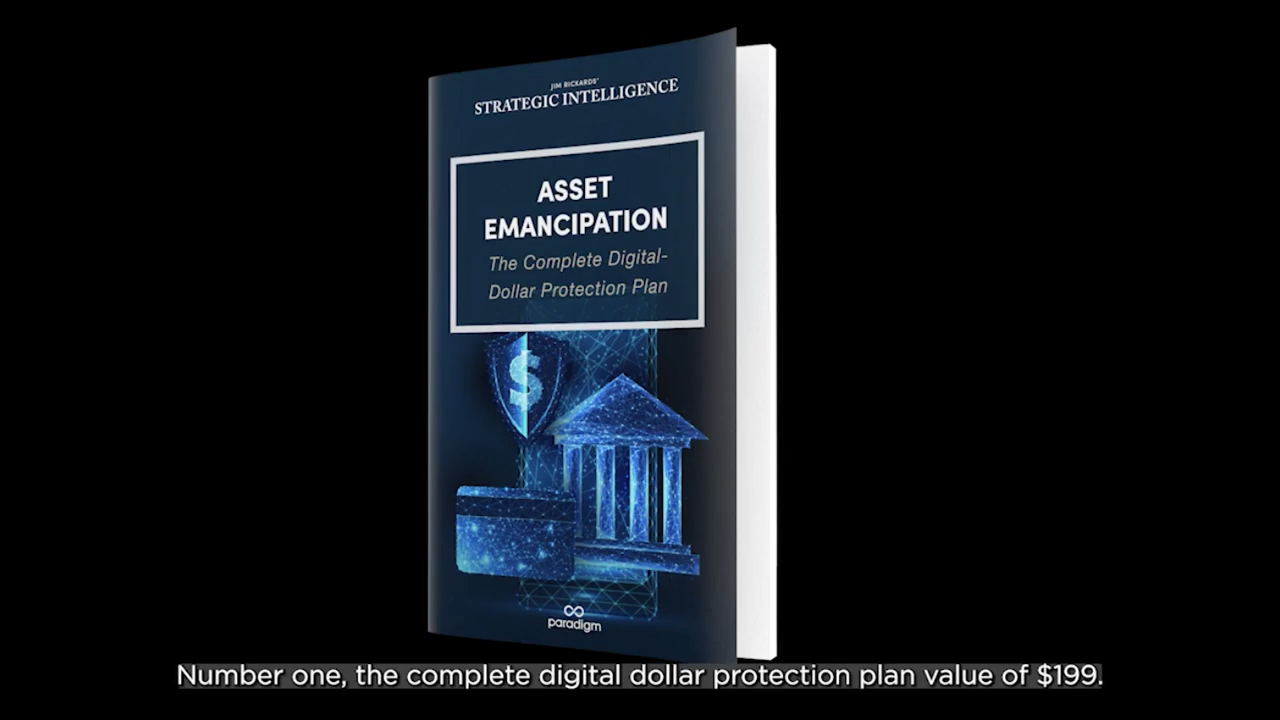 JIM RICKARDS'
STRATEGIC INTELLIGENCE
ASSET
EMANCIPATION
The Complete Digital-
Dollar Protection Plan
$
paradigm
Number one, the complete digital dollar protection plan value of $199.